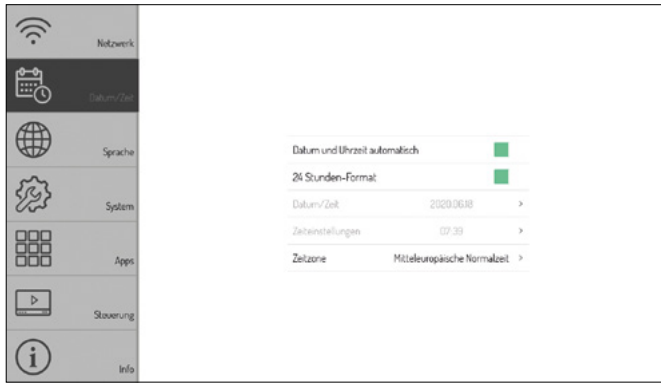 Netzwerk
Datum/Zeit
Sprache
System
Apps
Steuerung
Info
Datum und Uhrzeit automatisch
24 Stunden-Format
Datum/Zeit 2020.06.18 >
Zeiteinstellungen 07:39 >
Zeitzone Mitteleuropäische Normalzeit >